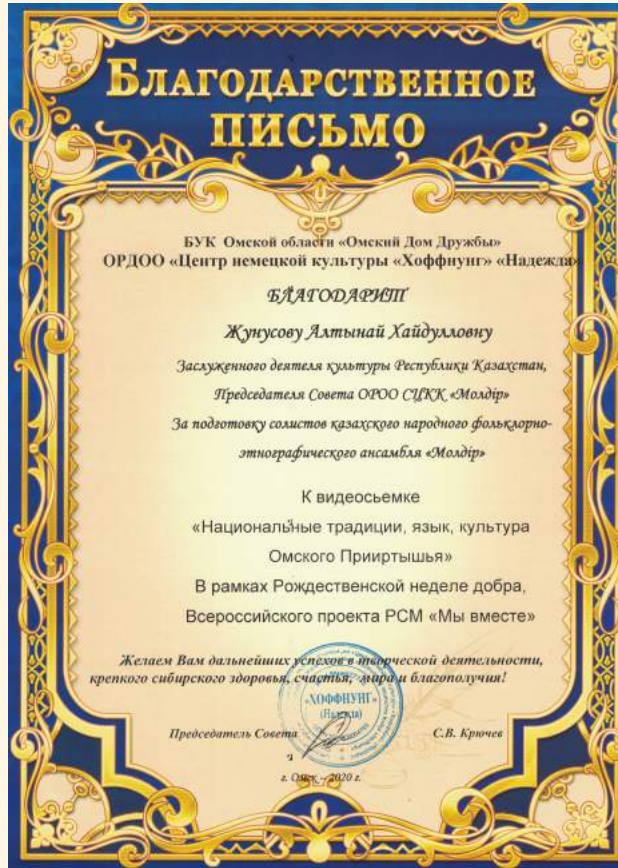 БЛАГОДАРСТВЕННОЕ
ПИСЬМО
БУК Омской области «Омский Дом Дружбы»
ОРДОО «Центр немецкой культуры «Хоффнунг» «Надежда»
БЛАГОДАРИТ
Жунусову Алтынай Хайдулловну
Заслуженного деятеля культуры Республики Казахстан,
Председателя Совета ОРОО СЦКК «Молдiр»
За подготовку солистов казахского народного фольклорно-
этнографического ансамбля «Молдiр»
К видеосьемке
«Национальные традиции, язык, культура
Омского Прииртышья»
В рамках Рождественской неделе добра,
Всероссийского проекта РСМ «Мы вместе»
Желаем Вам дальнейших успехов в творческой деятельности,
крепкого сибирского здоровья, счастья, мира и благополучия!
«ХОФФНУНГ»
(Надежда)
Председатель Совета С.В. Крючев
г. Омск – 2020 г.